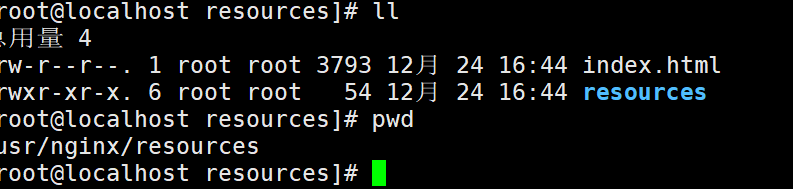 root@localhost resources]# ll
总用量 4
rw-r--r--. 1 root root 3793 12月 24 16:44 index.html
rwxr-xr-x. 6 root root   54 12月 24 16:44 resources
root@localhost resources]# pwd
usr/nginx/resources
root@localhost resources]#